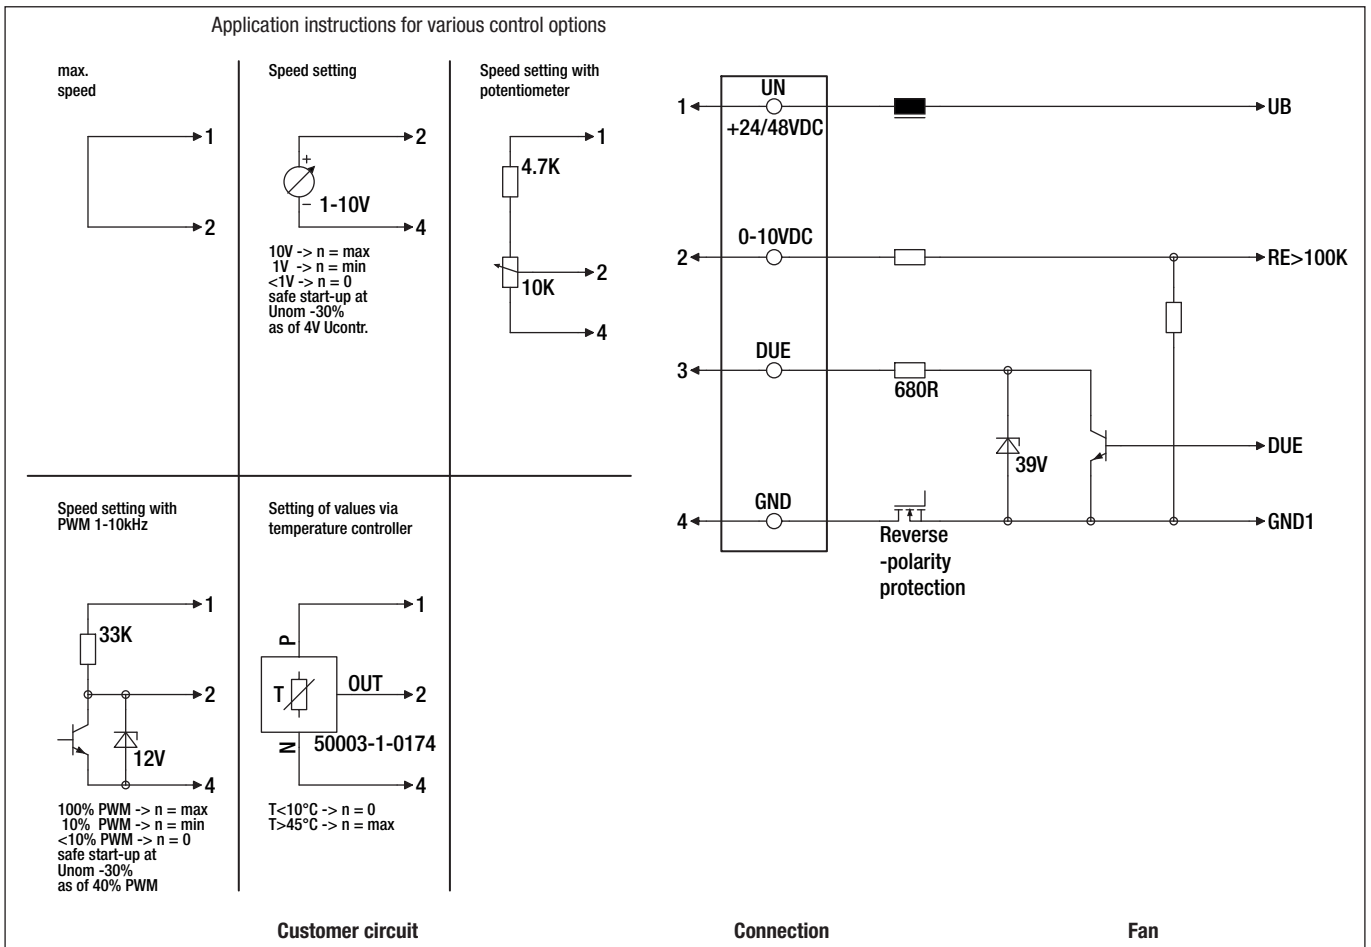 Application instructions for various control options
max.
speed
1
2
Speed setting
2
+
–
1-10V
4
10V -> n = max
1V -> n = min
<1V -> n = 0
safe start-up at
Unom -30%
as of 4V Ucontr.
Speed setting with
potentiometer
1
4.7K
2
10K
4
Speed setting with
PWM 1-10kHz
1
33K
2
12V
4
100% PWM -> n = max
10% PWM -> n = min
<10% PWM -> n = 0
safe start-up at
Unom -30%
as of 40% PWM
Setting of values via
temperature controller
1
P
T
OUT
2
N
50003-1-0174
4
T<10°C -> n = 0
T>45°C -> n = max
1
UN
+24/48VDC
UB
2
0-10VDC
RE>100K
3
DUE
680R
39V
DUE
4
GND
GND1
Reverse
-polarity
protection
Customer circuit
Connection
Fan